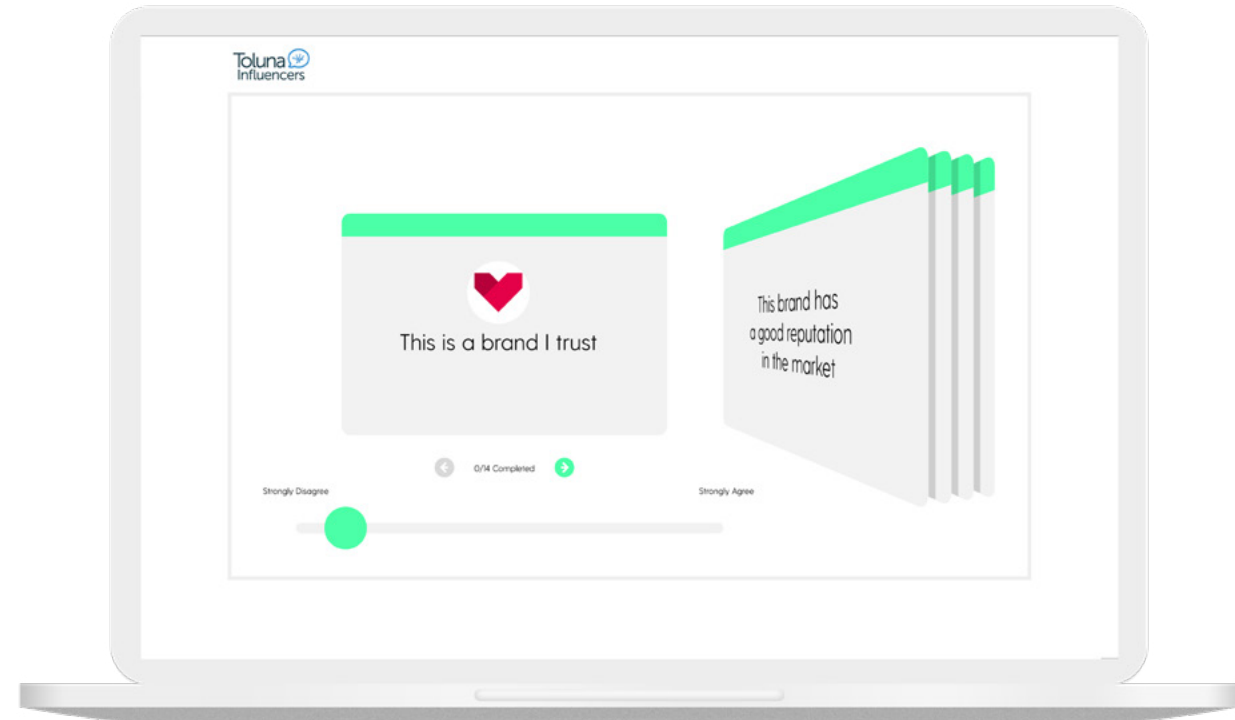 Toluna
Influencers
This is a brand I trust
This brand has
a good reputation
in the market
0/14 Completed
Strongly Disagree
Strongly Agree